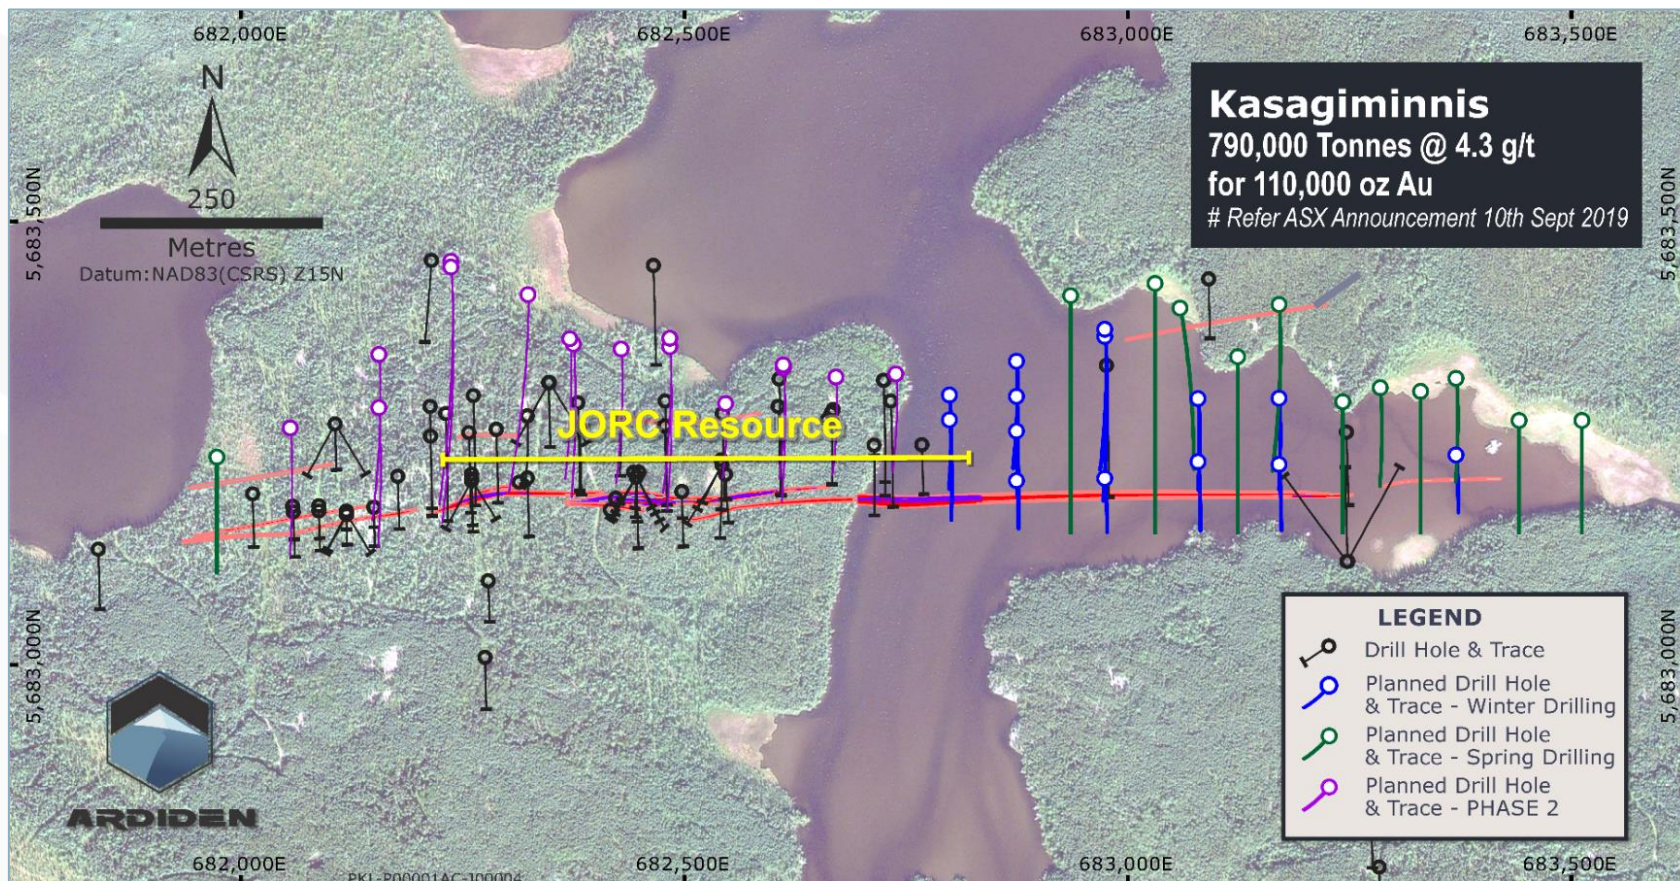 682,000E
682,500E
683,000E
683,500E
N
250
Metres
Datum:NAD83(CSRS) Z15N
5,683,500N
5,683,500N
Kasagiminnis
790,000 Tonnes @ 4.3 g/t
for 110,000 oz Au
# Refer ASX Announcement 10th Sept 2019
JORC Resource
5,683,000N
5,683,000N
LEGEND
Drill Hole & Trace
Planned Drill Hole
& Trace - Winter Drilling
Planned Drill Hole
& Trace - Spring Drilling
Planned Drill Hole
& Trace - PHASE 2
ARDIDEN
682,000E
682,500E
683,000E
683,500E